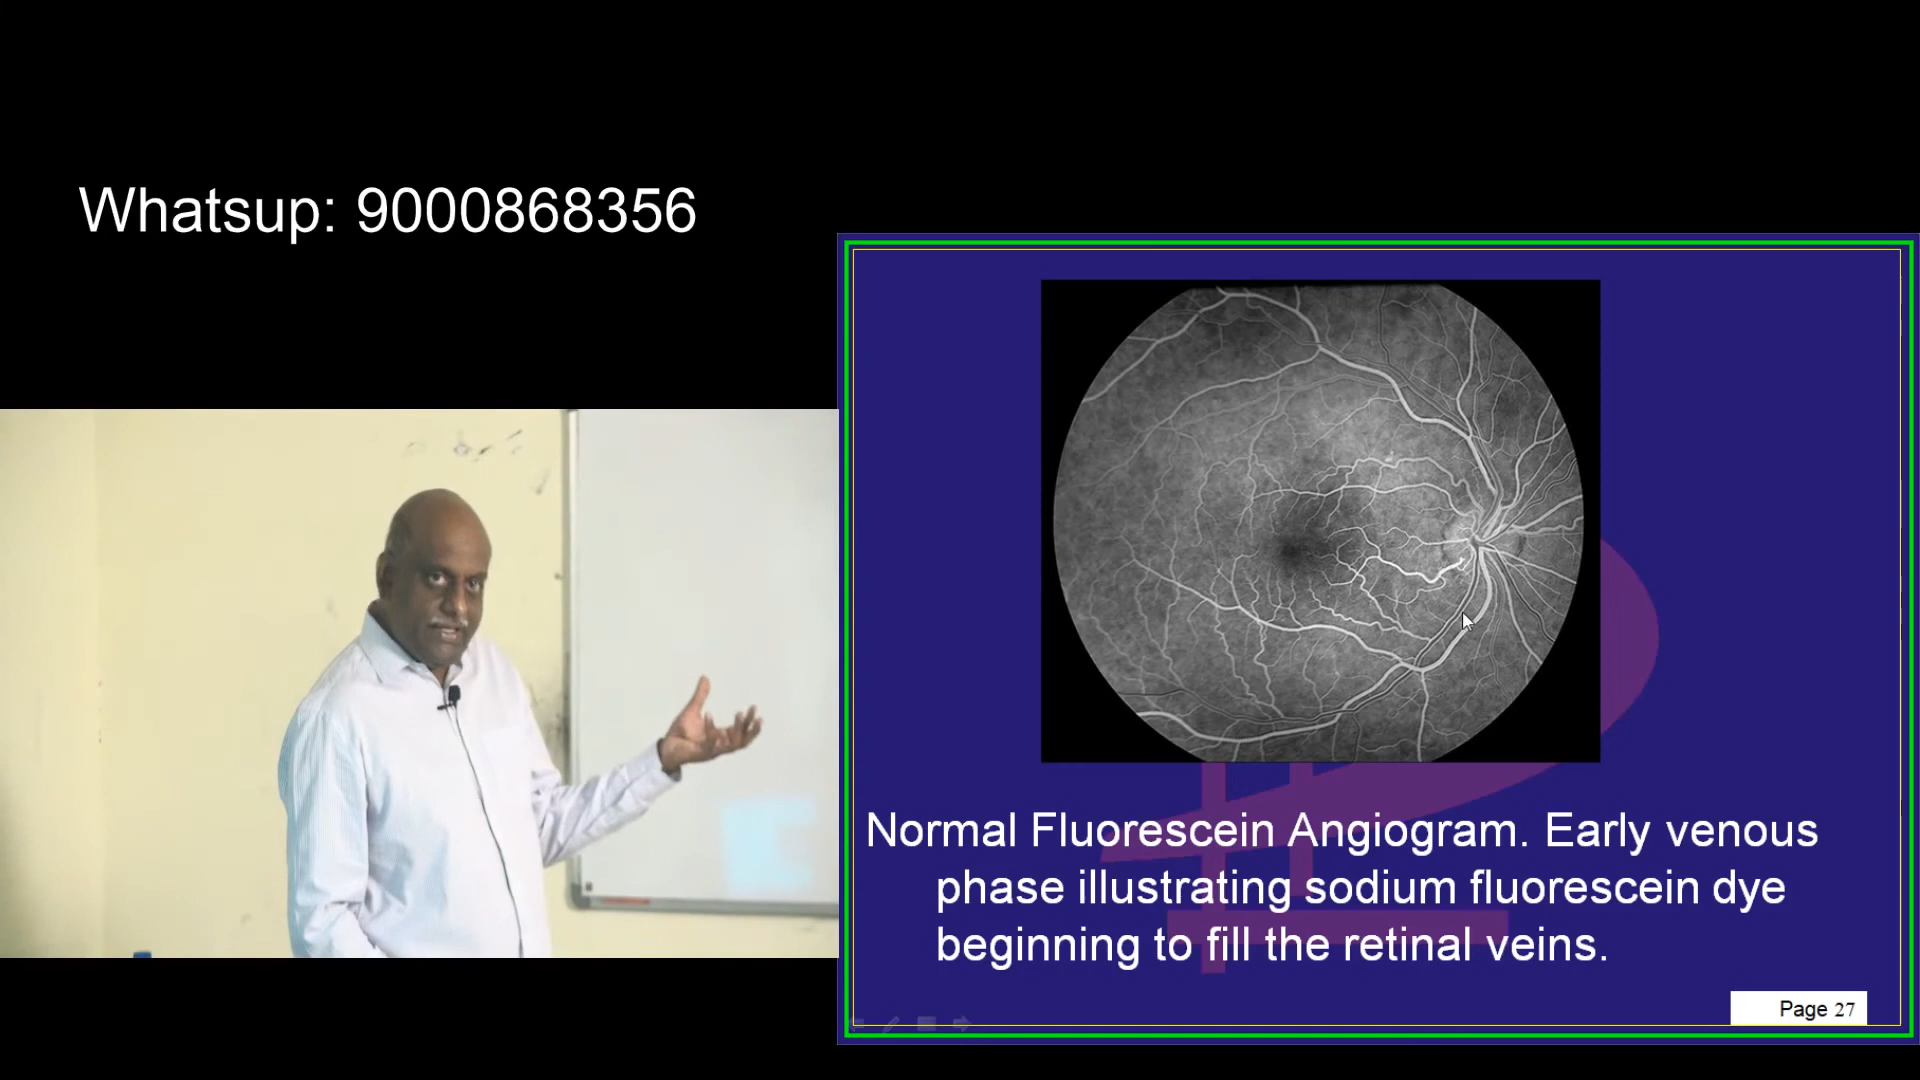 Whatsup: 9000868356
Normal Fluorescein Angiogram. Early venous
phase illustrating sodium fluorescein dye
beginning to fill the retinal veins.
Page 27